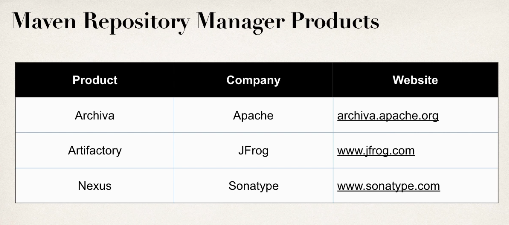 Maven Repository Manager Products
Product Company Website
Archiva Apache archiva.apache.org
Artifactory JFrog www.jfrog.com
Nexus Sonatype www.sonatype.com